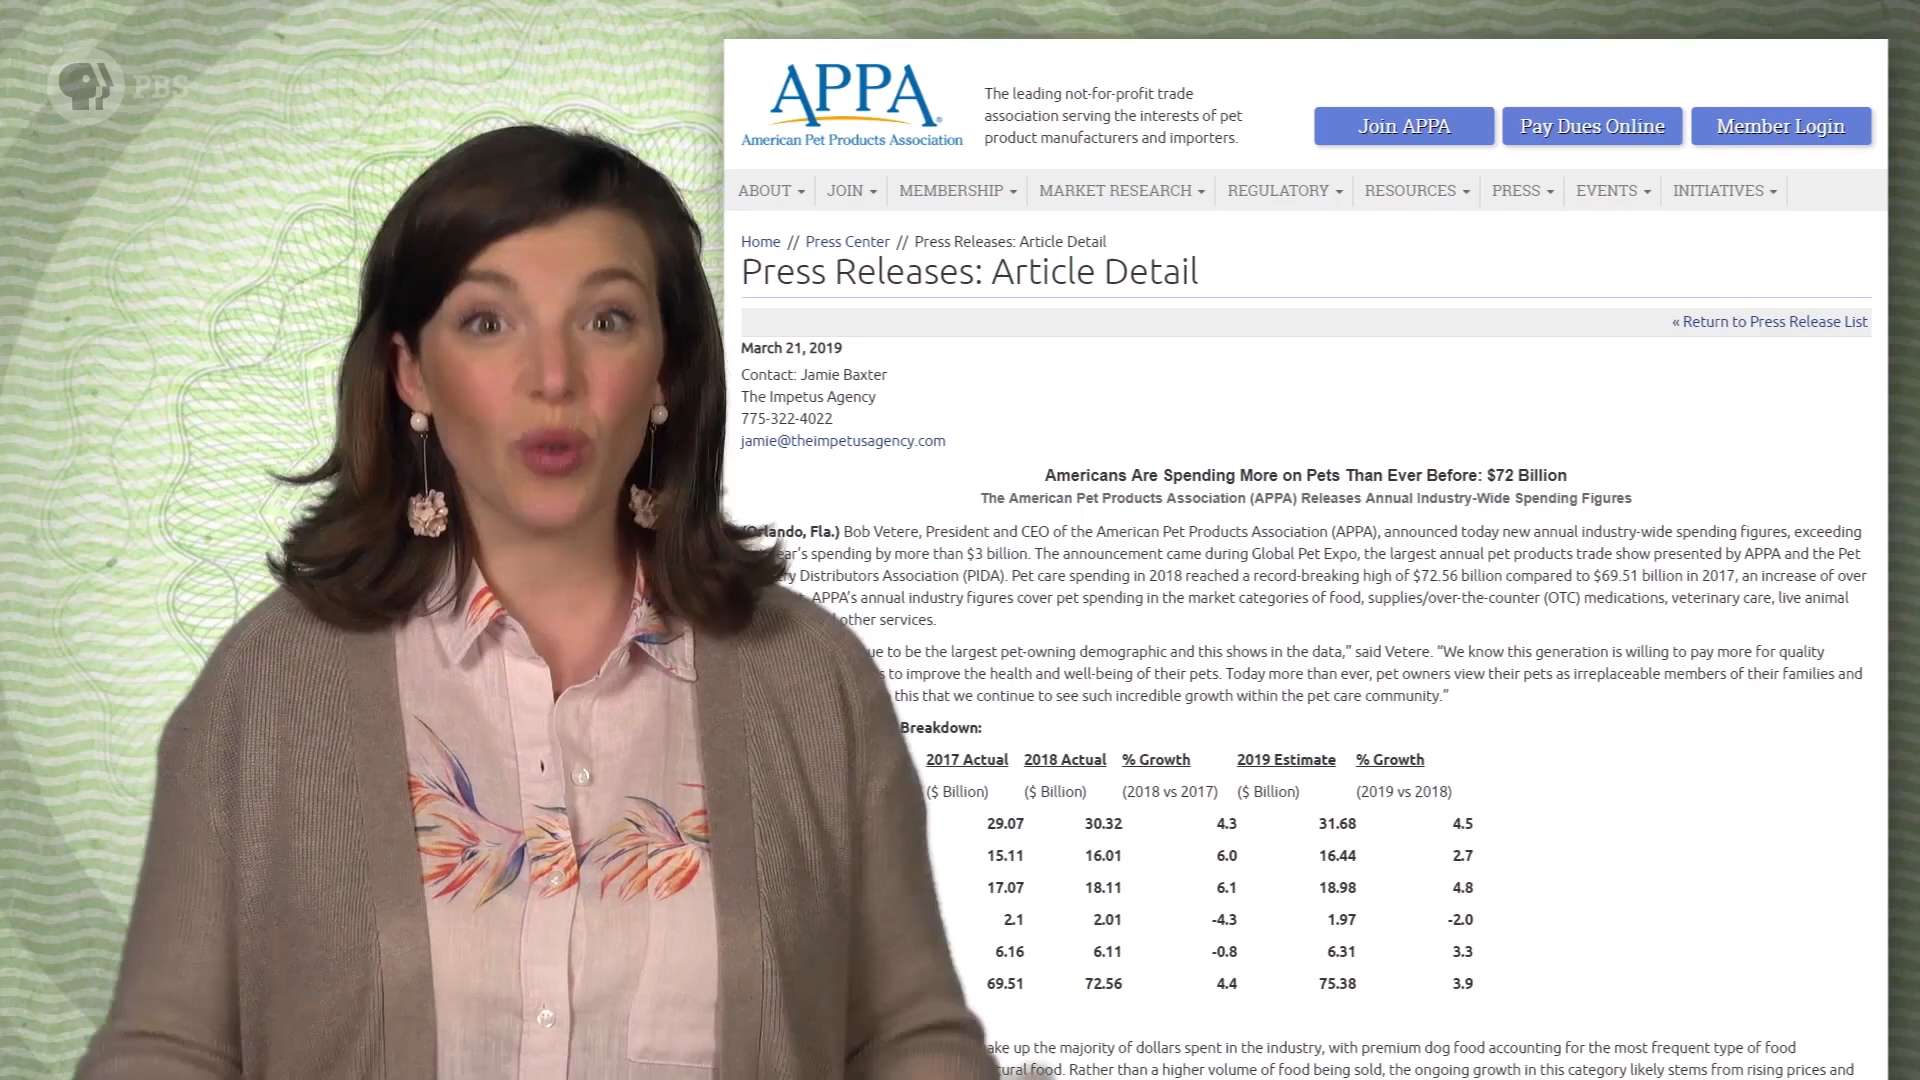 PBS
APPA
American Pet Products Association
The leading not-for-profit trade
association serving the interests of pet
product manufacturers and importers.
Join APPA
Pay Dues Online
Member Login
ABOUT
JOIN
MEMBERSHIP
MARKET RESEARCH
REGULATORY
RESOURCES
PRESS
EVENTS
INITIATIVES
Home // Press Center // Press Releases: Article Detail
Press Releases: Article Detail
« Return to Press Release List
March 21, 2019
Contact: Jamie Baxter
The Impetus Agency
775-322-4022
jamie@theimpetusagency.com
Americans Are Spending More on Pets Than Ever Before: $72 Billion
The American Pet Products Association (APPA) Releases Annual Industry-Wide Spending Figures
(Orlando, Fla.) Bob Vetere, President and CEO of the American Pet Products Association (APPA), announced today new annual industry-wide spending figures, exceeding
spending by more than $3 billion. The announcement came during Global Pet Expo, the largest annual pet products trade show presented by APPA and the Pet
Distributors Association (PIDA). Pet care spending in 2018 reached a record-breaking high of $72.56 billion compared to $69.51 billion in 2017, an increase of over
APPA's annual industry figures cover pet spending in the market categories of food, supplies/over-the-counter (OTC) medications, veterinary care, live animal
other services.
to be the largest pet-owning demographic and this shows in the data,” said Vetere. “We know this generation is willing to pay more for quality
to improve the health and well-being of their pets. Today more than ever, pet owners view their pets as irreplaceable members of their families and
this that we continue to see such incredible growth within the pet care community.”
Breakdown:
2017 Actual 2018 Actual % Growth 2019 Estimate % Growth
($ Billion) ($ Billion) (2018 vs 2017) ($ Billion) (2019 vs 2018)
29.07 30.32 4.3 31.68 4.5
15.11 16.01 6.0 16.44 2.7
17.07 18.11 6.1 18.98 4.8
2.1 2.01 -4.3 1.97 -2.0
6.16 6.11 -0.8 6.31 3.3
69.51 72.56 4.4 75.38 3.9
up the majority of dollars spent in the industry, with premium dog food accounting for the most frequent type of food
food. Rather than a higher volume of food being sold, the ongoing growth in this category likely stems from rising prices and